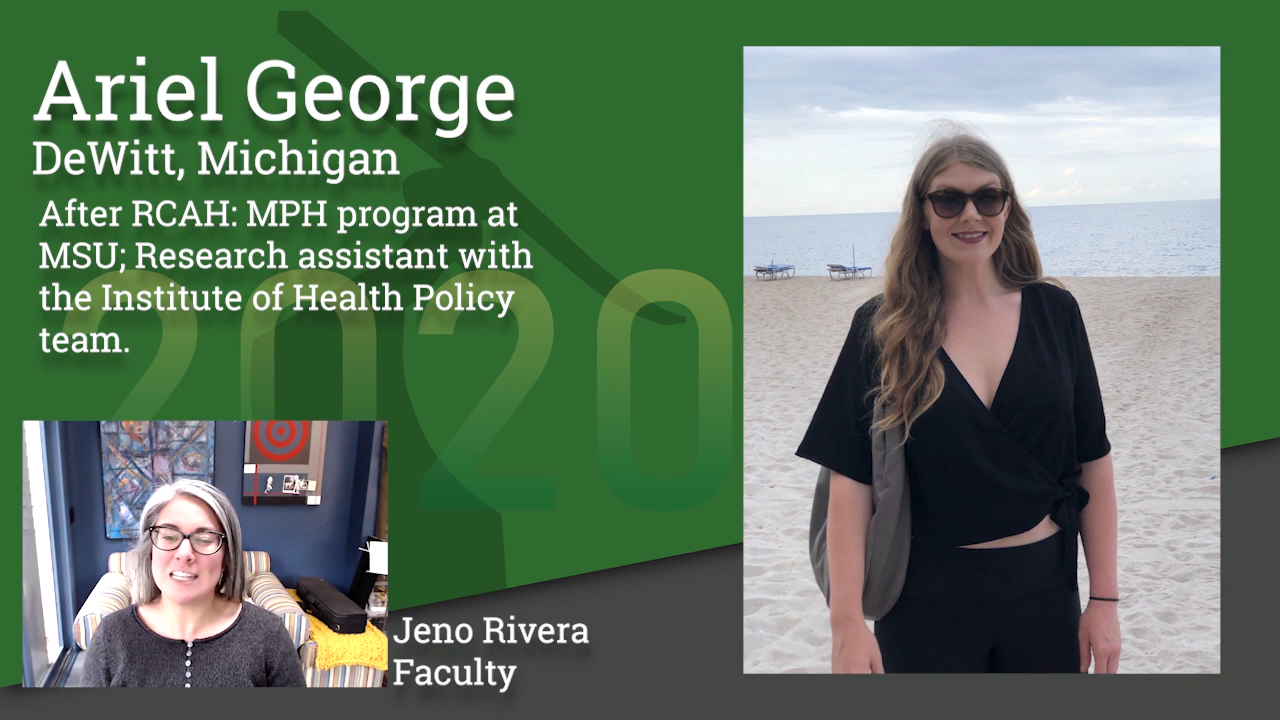 Ariel George
DeWitt, Michigan
After RCAH: MPH program at
MSU; Research assistant with
the Institute of Health Policy
team.
2020
Jeno Rivera
Faculty